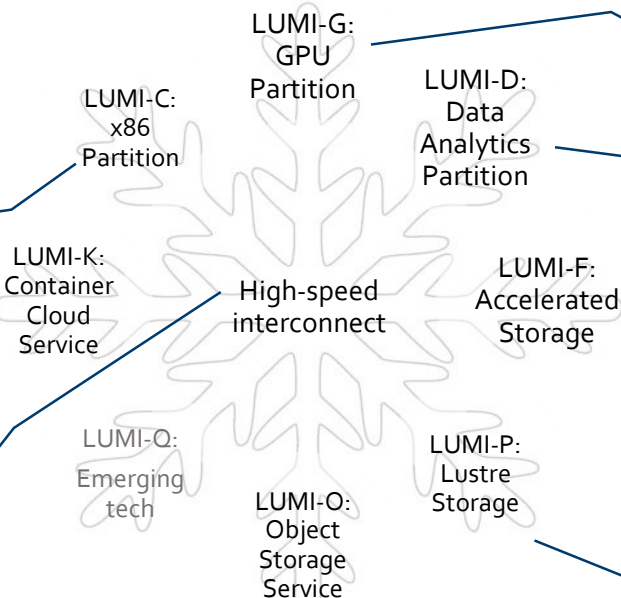 LUMI-G:
GPU
Partition
LUMI-D:
Data
Analytics
Partition
LUMI-C:
x86
Partition
LUMI-K:
Container
Cloud
Service
High-speed
interconnect
LUMI-F:
Accelerated
Storage
LUMI-Q:
Emerging
tech
LUMI-P:
Lustre
Storage
LUMI-O:
Object
Storage
Service